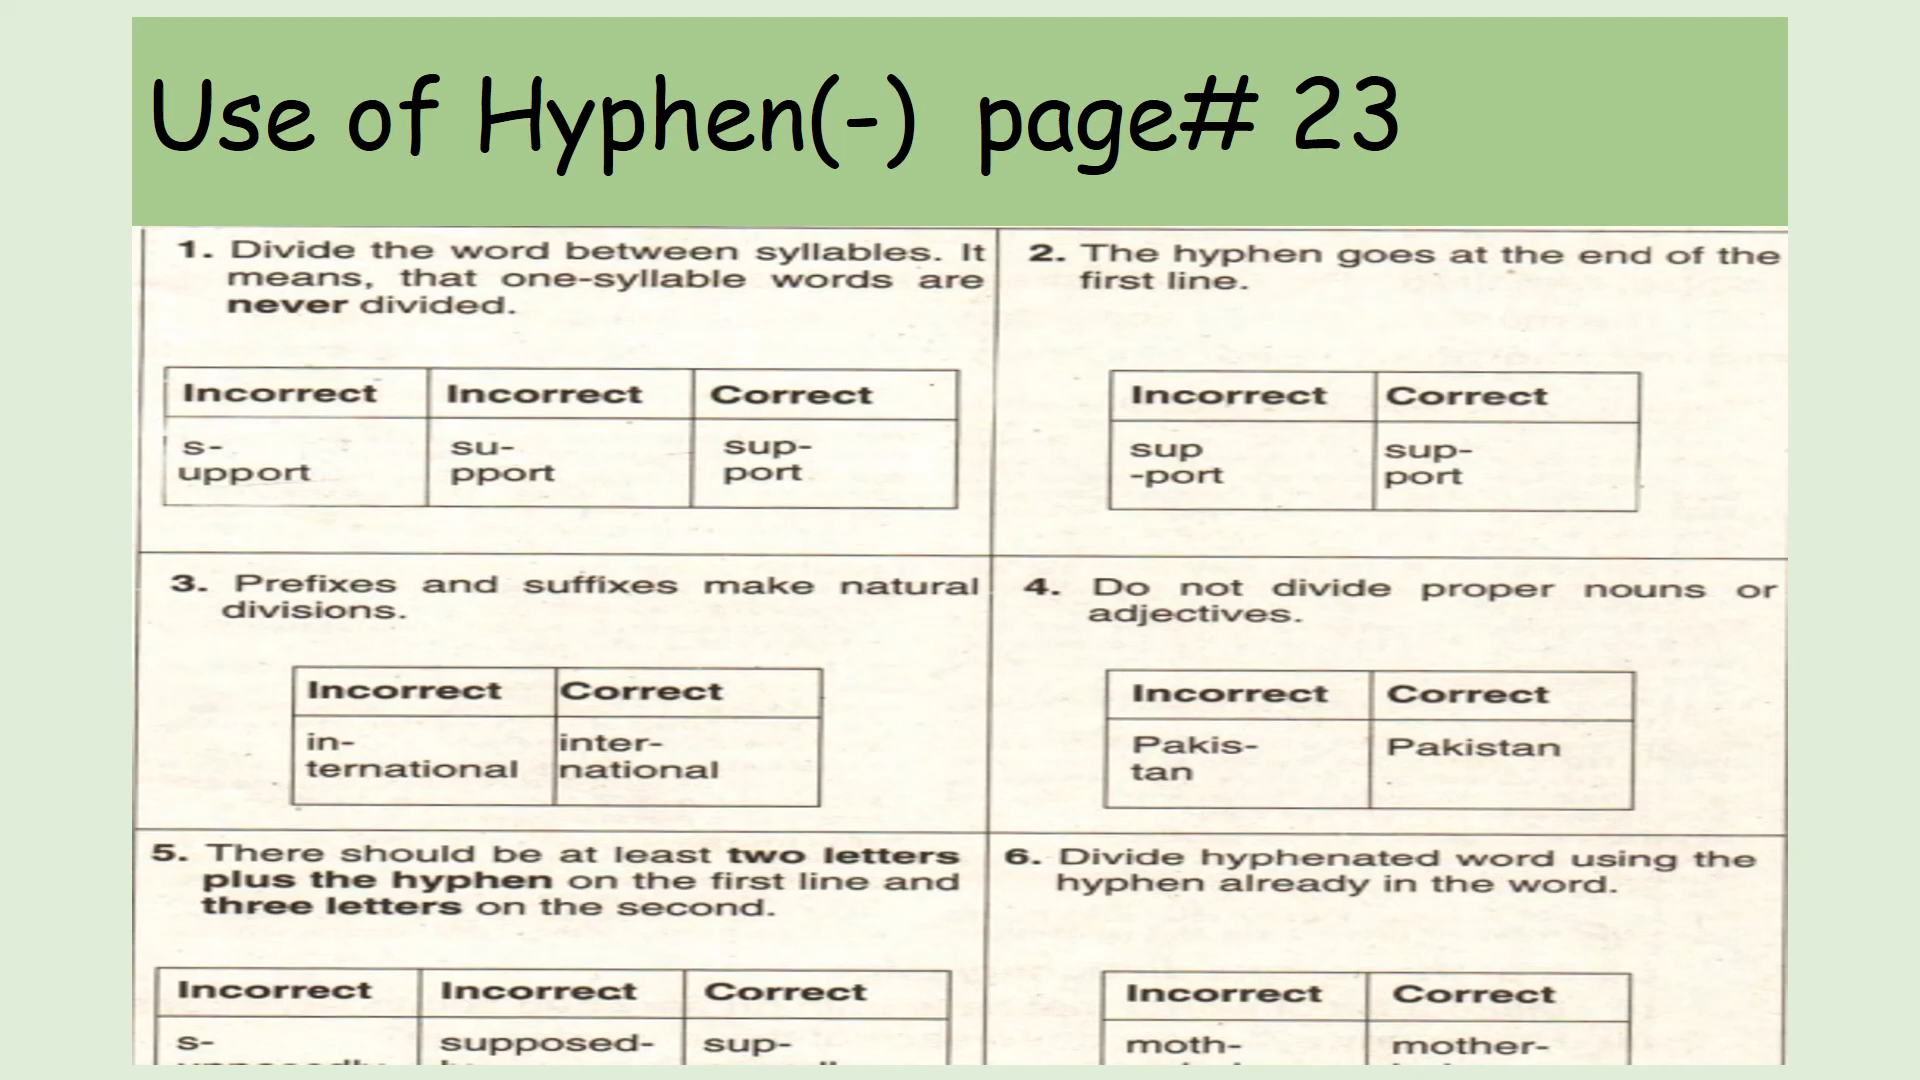 Use of Hyphen(-) page# 23
1. Divide the word between syllables. It
means, that one-syllable words are
never divided.
Incorrect Incorrect Correct
s- su- sup-
upport pport port
2. The hyphen goes at the end of the
first line.
Incorrect Correct
sup sup-
-port port
3. Prefixes and suffixes make natural
divisions.
Incorrect Correct
in- inter-
ternational national
4. Do not divide proper nouns or
adjectives.
Incorrect Correct
Pakis- Pakistan
tan
5. There should be at least two letters
plus the hyphen on the first line and
three letters on the second.
Incorrect Incorrect Correct
s- supposed- sup-
6. Divide hyphenated word using the
hyphen already in the word.
Incorrect Correct
moth- mother-